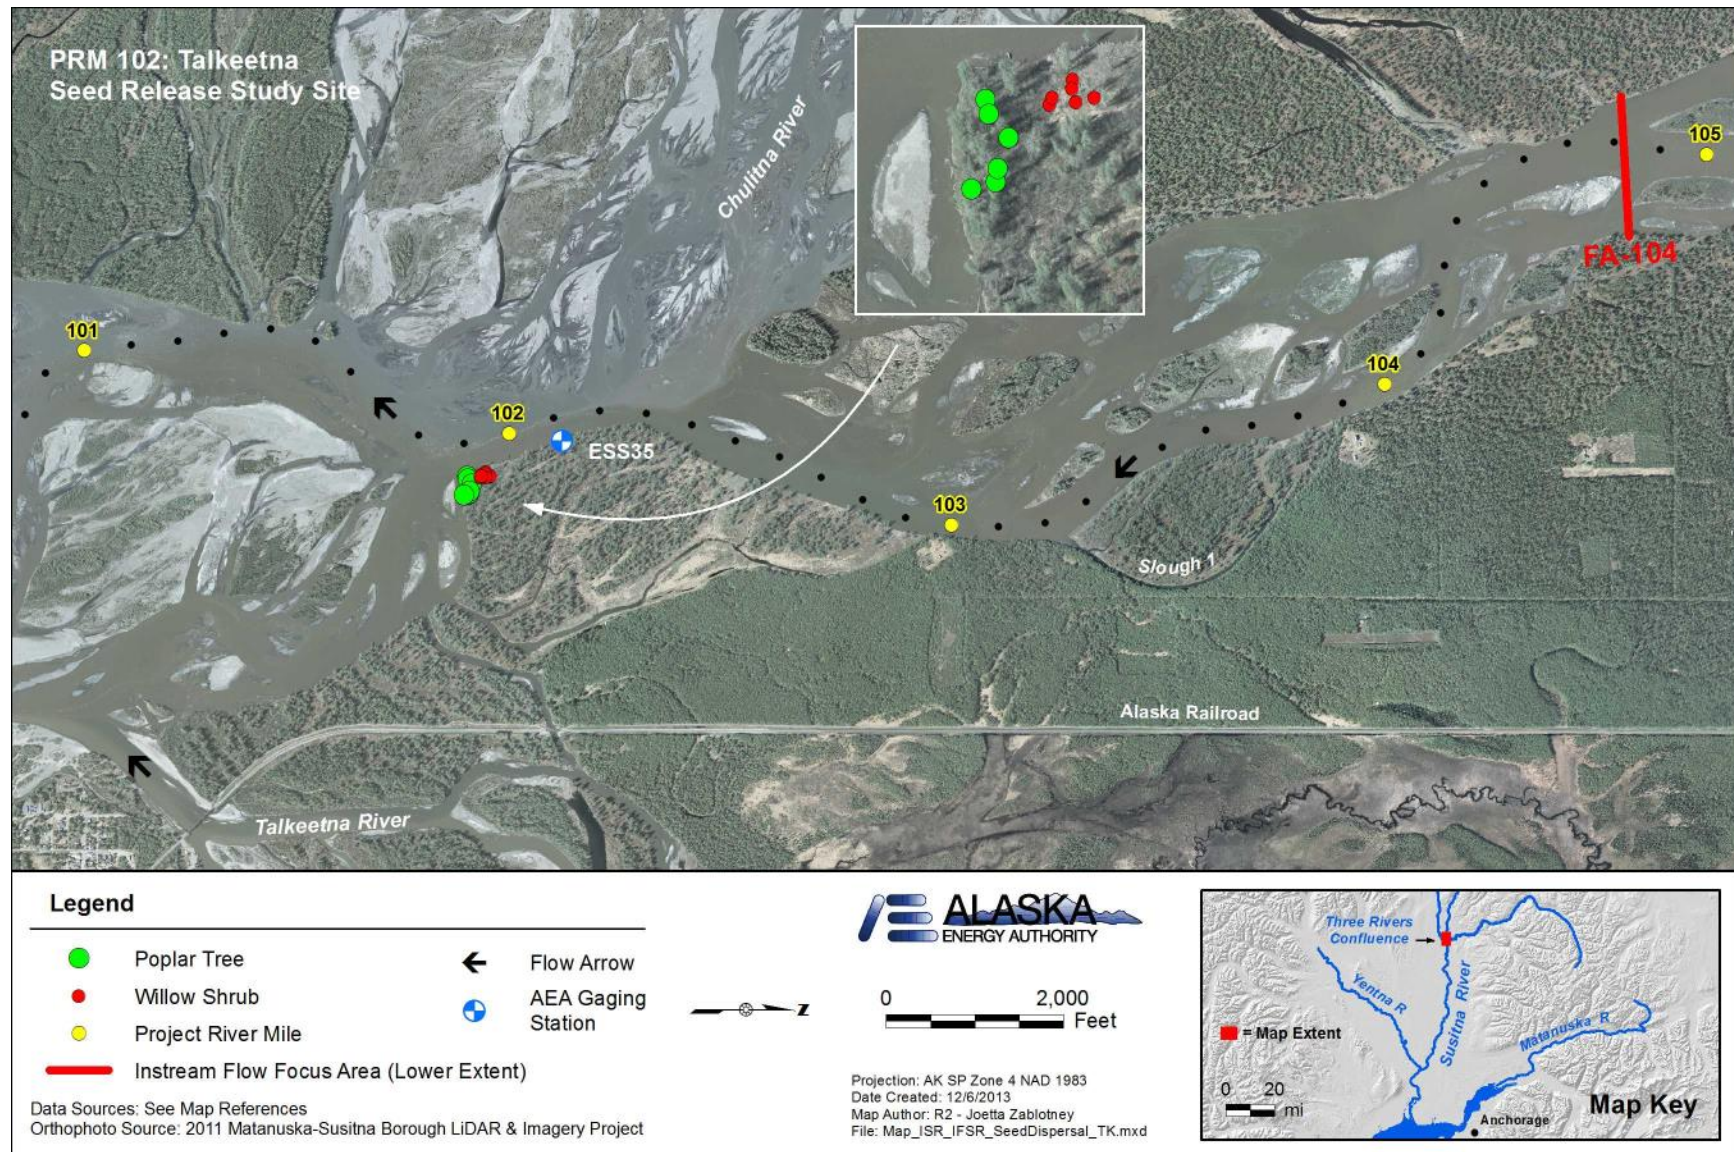 PRM 102: Talkeetna
Seed Release Study Site
Chulitna River
105
FA-104
101
104
102
ESS35
103
Slough 1
Alaska Railroad
Talkeetna River
Legend
Poplar Tree
Willow Shrub
Project River Mile
Instream Flow Focus Area (Lower Extent)
Flow Arrow
AEA Gaging
Station
Data Sources: See Map References
Orthophoto Source: 2011 Matanuska-Susitna Borough LiDAR & Imagery Project
ALASKA
ENERGY AUTHORITY
N
0 2,000
Feet
Projection: AK SP Zone 4 NAD 1983
Date Created: 12/6/2013
Map Author: R2 - Joetta Zablotney
File: Map_ISR_IFSR_SeedDispersal_TK.mxd
Three Rivers
Confluence
Yentna R
Susitna River
Matanuska R
= Map Extent
0 20
mi
Anchorage
Map Key